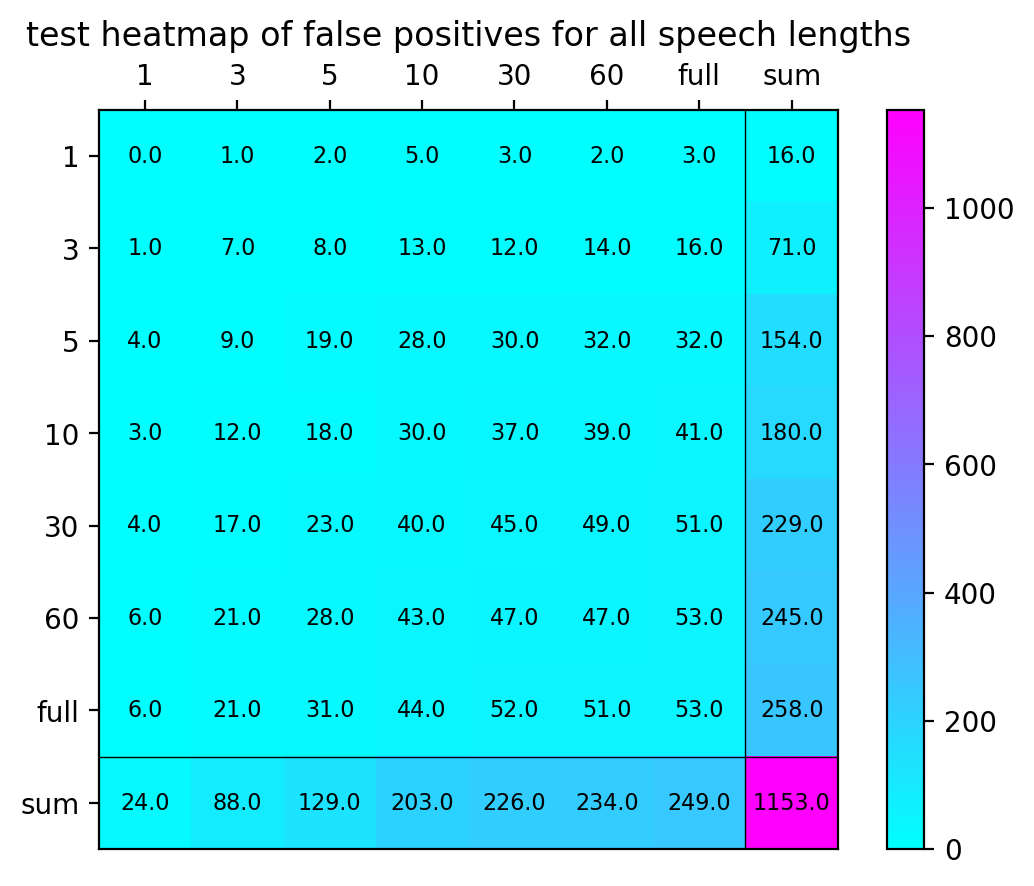 test heatmap of false positives for all speech lengths
1 3 5 10 30 60 full sum
1 0.0 1.0 2.0 5.0 3.0 2.0 3.0 16.0
3 1.0 7.0 8.0 13.0 12.0 14.0 16.0 71.0
5 4.0 9.0 19.0 28.0 30.0 32.0 32.0 154.0
10 3.0 12.0 18.0 30.0 37.0 39.0 41.0 180.0
30 4.0 17.0 23.0 40.0 45.0 49.0 51.0 229.0
60 6.0 21.0 28.0 43.0 47.0 47.0 53.0 245.0
full 6.0 21.0 31.0 44.0 52.0 51.0 53.0 258.0
sum 24.0 88.0 129.0 203.0 226.0 234.0 249.0 1153.0
1000
800
600
400
200
0